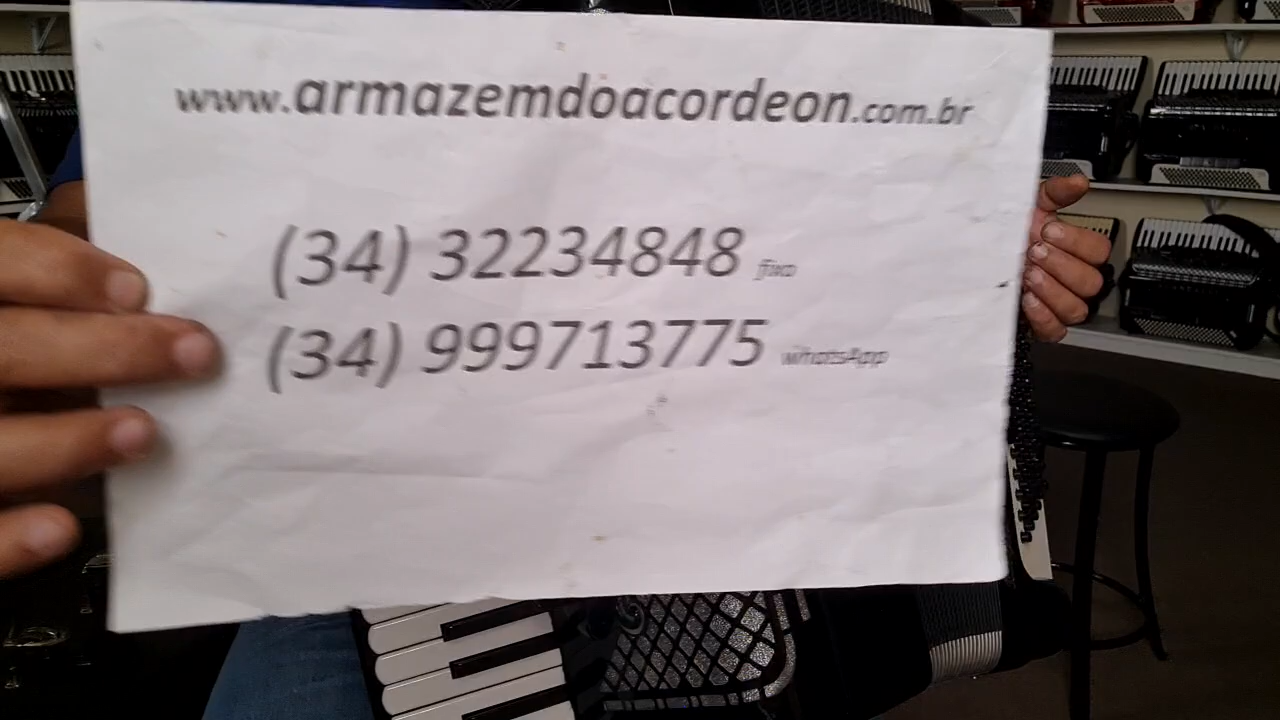 www.armazemdoacordeon.com.br
(34) 32234848 fixo
(34) 999713775 whatsApp